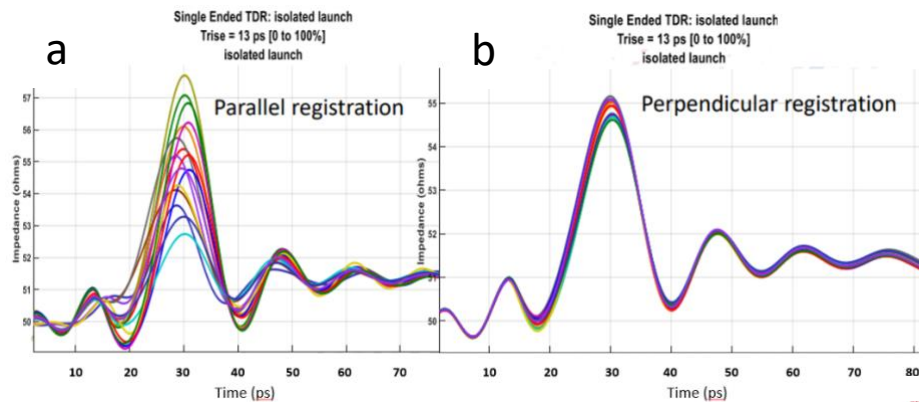 a
Single Ended TDR: isolated launch
Trise = 13 ps [0 to 100%]
isolated launch
Parallel registration
Impedance (ohms)
57
56
55
54
53
52
51
50
10 20 30 40 50 60 70
Time (ps)
b
Single Ended TDR: isolated launch
Trise = 13 ps [0 to 100%]
isolated launch
Perpendicular registration
Impedance (ohms)
55
54
53
52
51
50
10 20 30 40 50 60 70 80
Time (ps)